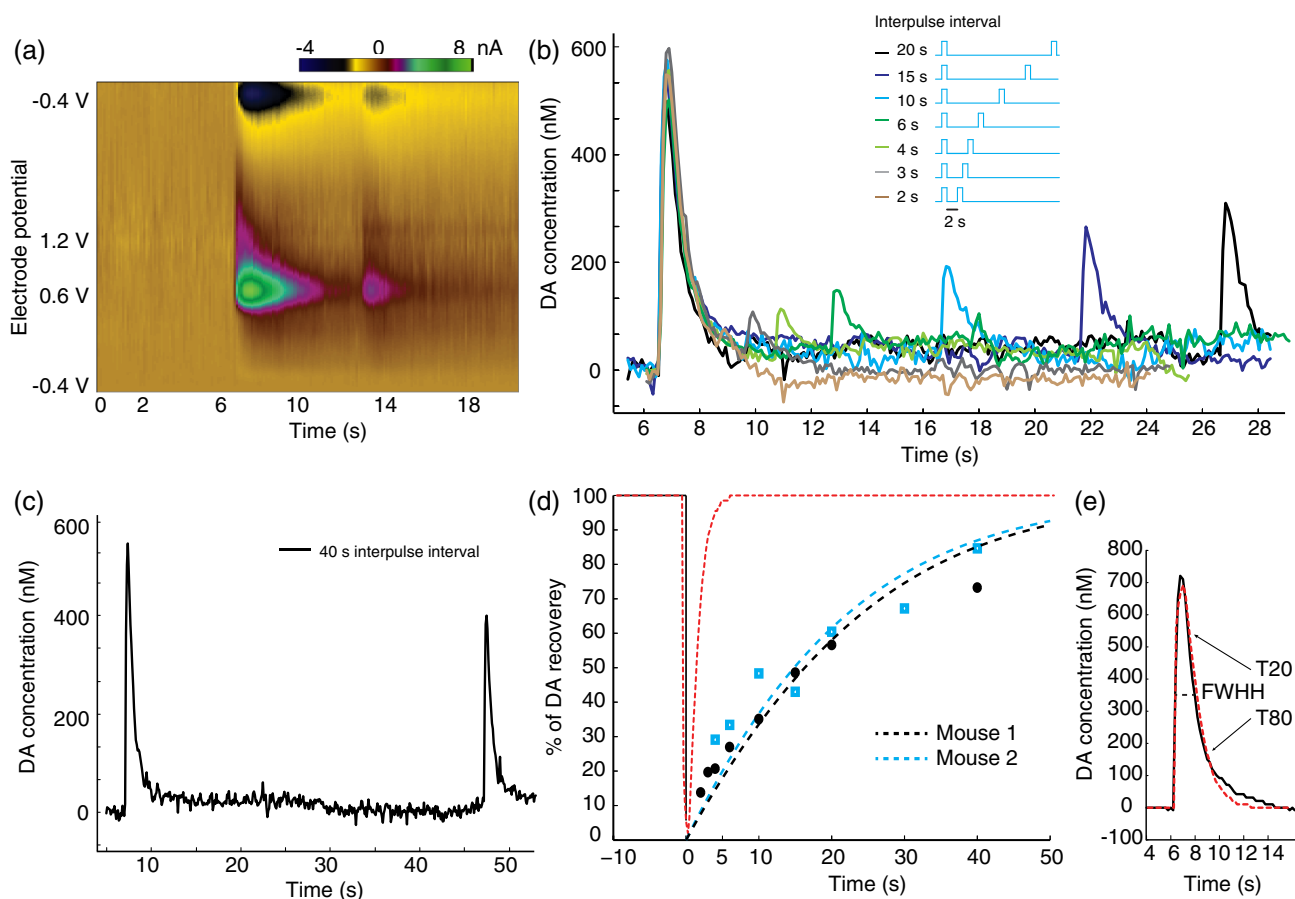 (a)
-4 0 8 nA
-0.4 V
1.2 V
0.6 V
-0.4 V
Electrode potential
0 2 6 10 14 18
Time (s)
(b)
Interpulse interval
20 s
15 s
10 s
6 s
4 s
3 s
2 s
2 s
600
400
200
0
DA concentration (nM)
6 8 10 12 14 16 18 20 22 24 26 28
Time (s)
(c)
600
400
200
0
DA concentration (nM)
40 s interpulse interval
10 20 30 40 50
Time (s)
(d)
100
90
80
70
60
50
40
30
20
10
0
% of DA recoverey
Mouse 1
Mouse 2
−10 0 10 20 30 40 50
Time (s)
(e)
800
700
600
500
400
300
200
100
0
-100
DA concentration (nM)
T20
FWHH
T80
4 6 8 10 12 14
Time (s)